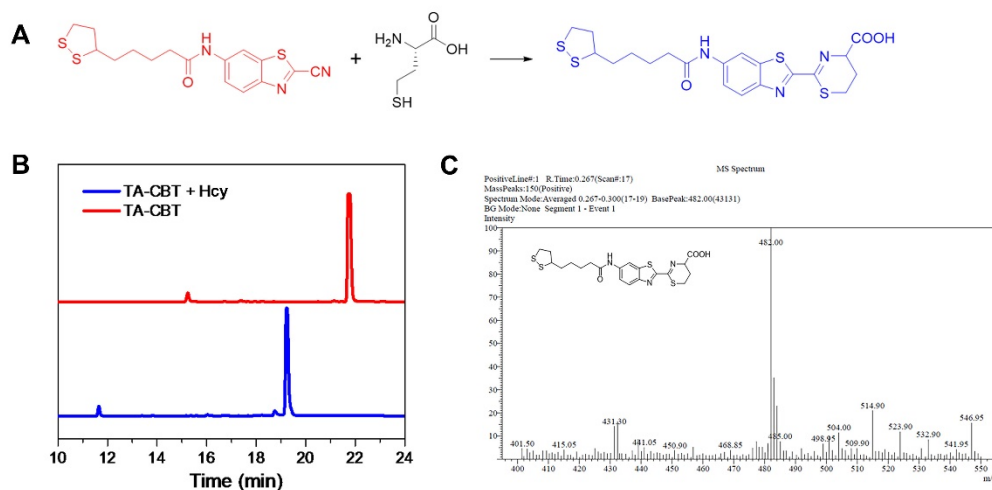 A
S
S
H
N
O
S
N
CN
+
H2N
O
OH
SH
S
S
H
N
O
S
N
N
S
COOH
B
TA-CBT + Hcy
TA-CBT
10 12 14 16 18 20 22 24
Time (min)
C
MS Spectrum
PositiveLine#:1 R.Time:0.267(Scan#:17)
MassPeaks:150(Positive)
Spectrum Mode:Averaged 0.267-0.300(17-19) BasePeak:482.00(43131)
BG Mode:None Segment 1 - Event 1
Intensity
100
90
80
70
60
50
40
30
20
10
482.00
S
S
H
N
O
S
N
N
S
COOH
401.50 415.05 431.30 441.05 450.90 468.85 485.00 498.95 504.00 509.90 514.90 523.90 532.90 541.95 546.95
400 410 420 430 440 450 460 470 480 490 500 510 520 530 540 550